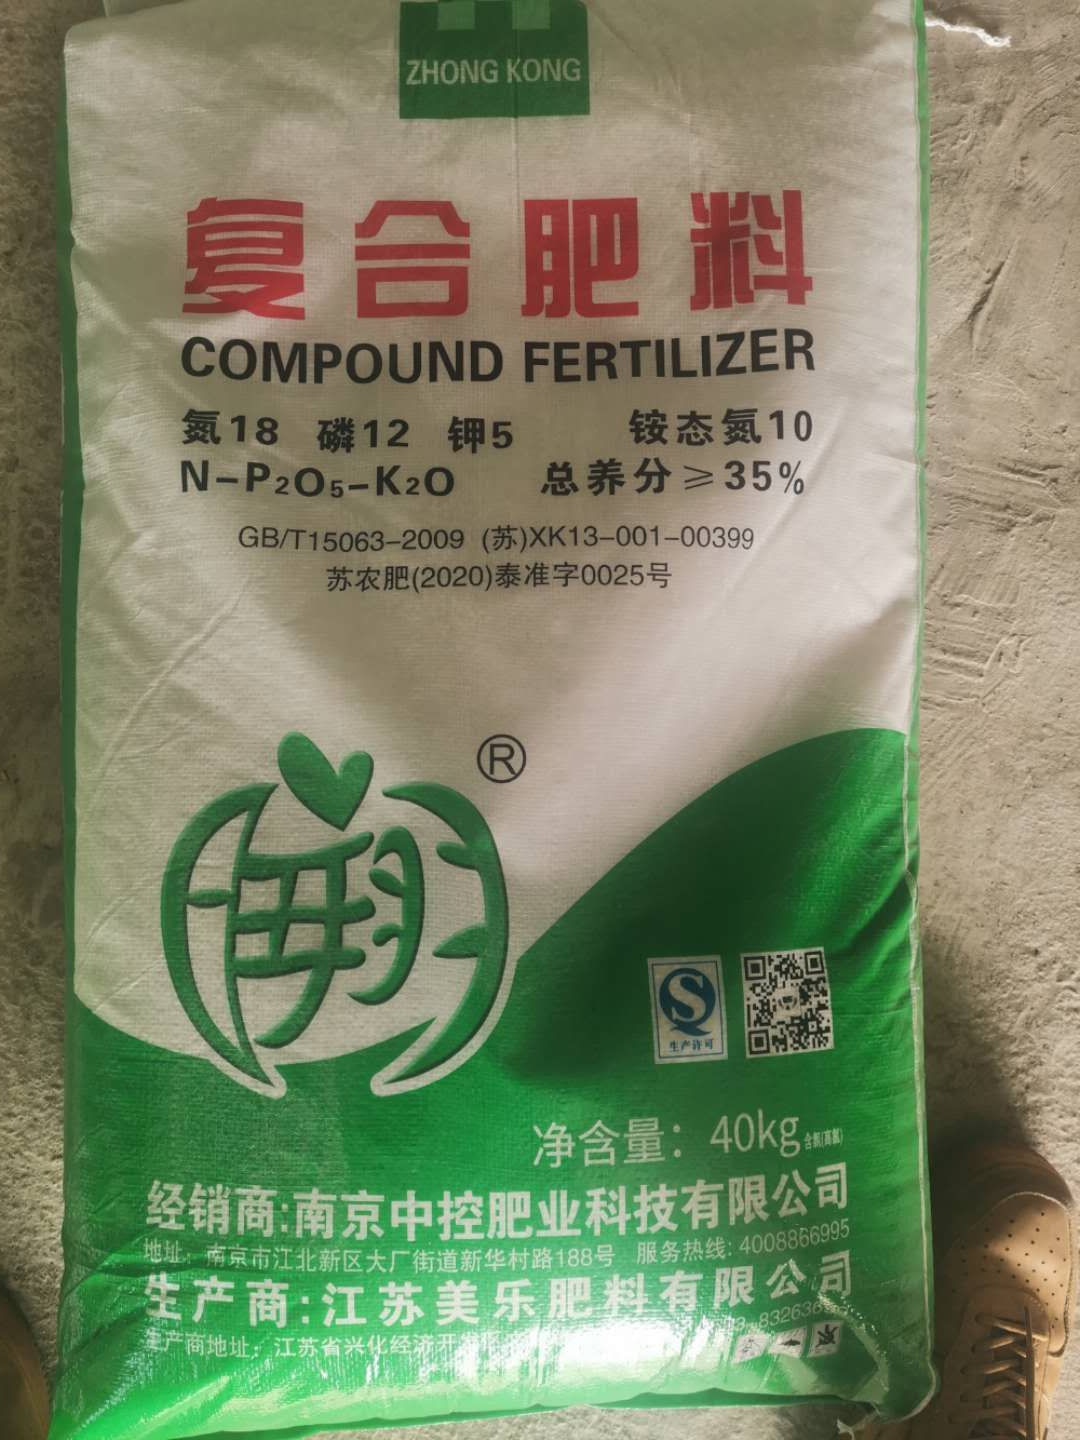 ZHONG KONG
复合肥料
COMPOUND FERTILIZER
氮18 磷12 钾5 铵态氮10
N-P₂O₅-K₂O 总养分≥35%
GB/T15063-2009 (苏)XK13-001-00399
苏农肥(2020)泰准字0025号
®
生产许可
净含量：40kg 含氯(高氯)
经销商:南京中控肥业科技有限公司
地址：南京市江北新区大厂街道新华村路188号 服务热线:4008866995
生产商:江苏美乐肥料有限公司
生产商地址：江苏省兴化经济开发